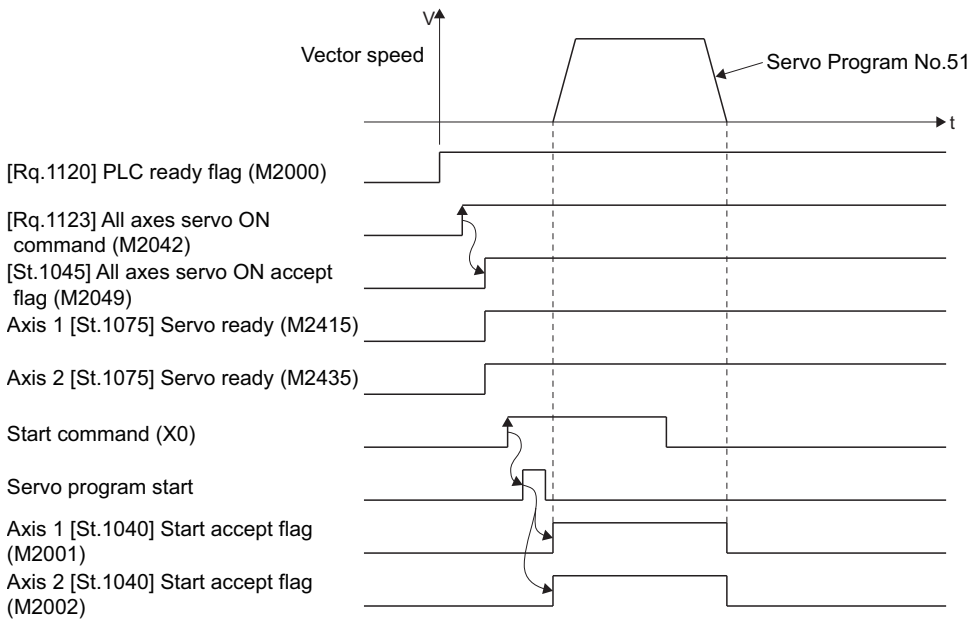 V
Vector speed
Servo Program No.51
t
[Rq.1120] PLC ready flag (M2000)
[Rq.1123] All axes servo ON
command (M2042)
[St.1045] All axes servo ON accept
flag (M2049)
Axis 1 [St.1075] Servo ready (M2415)
Axis 2 [St.1075] Servo ready (M2435)
Start command (X0)
Servo program start
Axis 1 [St.1040] Start accept flag
(M2001)
Axis 2 [St.1040] Start accept flag
(M2002)